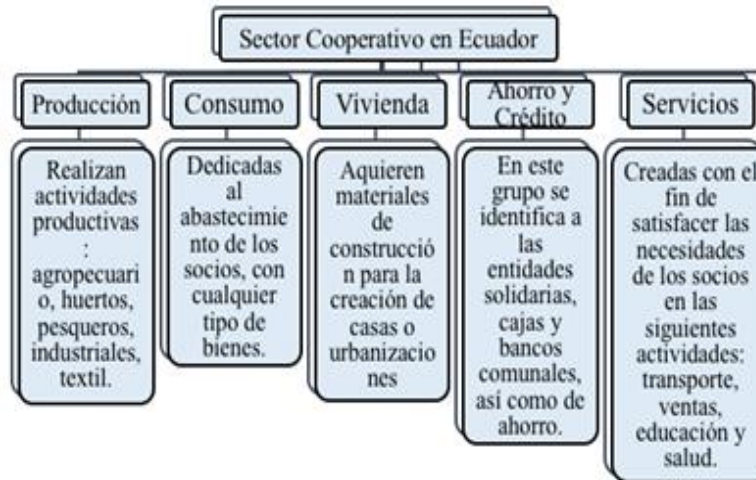 Sector Cooperativo en Ecuador
Producción
Realizan
actividades
productivas
:
agropecuari
o, huertos,
pesqueros,
industriales,
textil.
Consumo
Dedicadas
al
abastecimie
nto de los
socios, con
cualquier
tipo de
bienes.
Vivienda
Aquieren
materiales
de
construcció
n para la
creación de
casas o
urbanizacio
nes
Ahorro y
Crédito
En este
grupo se
identifica a
las
entidades
solidarias,
cajas y
bancos
comunales,
así como de
ahorro.
Servicios
Creadas con el
fin de
satisfacer las
necesidades
de los socios
en las
siguientes
actividades:
transporte,
ventas,
educación y
salud.